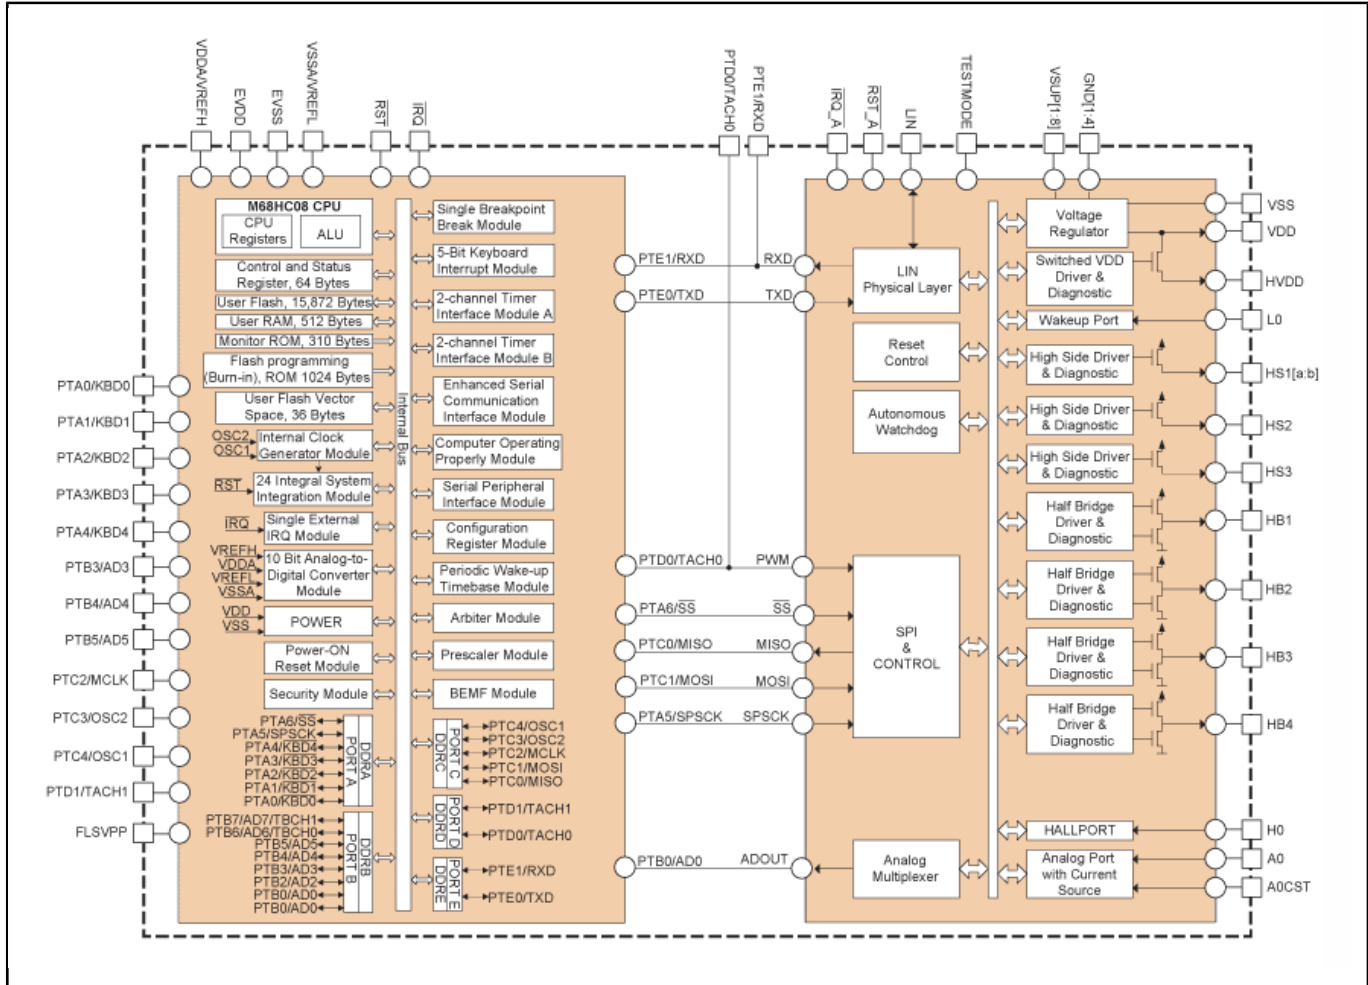 VDDA/VREFH
EVDD
EVSS
VSSA/VREFL
RST
IRQ
PTD0/TACH0
PTE1/RXD
IRQ_A
RST_A
LIN
TESTMODE
VSUP[1:8]
GND[1:4]
PTA0/KBD0
PTA1/KBD1
PTA2/KBD2
PTA3/KBD3
PTA4/KBD4
PTB3/AD3
PTB4/AD4
PTB5/AD5
PTC2/MCLK
PTC3/OSC2
PTC4/OSC1
PTD1/TACH1
FLSVPP
M68HC08 CPU
CPU
Registers
ALU
Control and Status
Register, 64 Bytes
User Flash, 15,872 Bytes
User RAM, 512 Bytes
Monitor ROM, 310 Bytes
Flash programming
(Burn-in), ROM 1024 Bytes
User Flash Vector
Space, 36 Bytes
OSC2
OSC1
Internal Clock
Generator Module
RST
24 Integral System
Integration Module
IRQ
Single External
IRQ Module
VREFH
VDDA
VREFL
VSSA
10 Bit Analog-to-
Digital Converter
Module
VDD
VSS
POWER
Power-ON
Reset Module
Security Module
PTA6/SS
PTA5/SPSCK
PTA4/KBD4
PTA3/KBD3
PTA2/KBD2
PTA1/KBD1
PTA0/KBD0
PORT A
DDRA
PTB7/AD7/TBCH1
PTB6/AD6/TBCH0
PTB5/AD5
PTB4/AD4
PTB3/AD3
PTB2/AD2
PTB0/AD0
PTB0/AD0
PORT B
DDRB
Internal Bus
Single Breakpoint
Break Module
5-Bit Keyboard
Interrupt Module
2-channel Timer
Interface Module A
2-channel Timer
Interface Module B
Enhanced Serial
Communication
Interface Module
Computer Operating
Properly Module
Serial Peripheral
Interface Module
Configuration
Register Module
Periodic Wake-up
Timebase Module
Arbiter Module
Prescaler Module
BEMF Module
DDRC
PORT C
PTC4/OSC1
PTC3/OSC2
PTC2/MCLK
PTC1/MOSI
PTC0/MISO
DDRD
PORT D
PTD1/TACH1
PTD0/TACH0
DDRE
PORT E
PTE1/RXD
PTE0/TXD
PTE1/RXD RXD
PTE0/TXD TXD
PTD0/TACH0 PWM
PTA6/SS SS
PTC0/MISO MISO
PTC1/MOSI MOSI
PTA5/SPSCK SPSCK
PTB0/AD0 ADOUT
LIN
Physical Layer
Reset
Control
Autonomous
Watchdog
SPI
&
CONTROL
Analog
Multiplexer
Voltage
Regulator
Switched VDD
Driver &
Diagnostic
Wakeup Port
High Side Driver
& Diagnostic
High Side Driver
& Diagnostic
High Side Driver
& Diagnostic
Half Bridge
Driver &
Diagnostic
Half Bridge
Driver &
Diagnostic
Half Bridge
Driver &
Diagnostic
Half Bridge
Driver &
Diagnostic
HALLPORT
Analog Port
with Current
Source
VSS
VDD
HVDD
L0
HS1[a:b]
HS2
HS3
HB1
HB2
HB3
HB4
H0
A0
A0CST